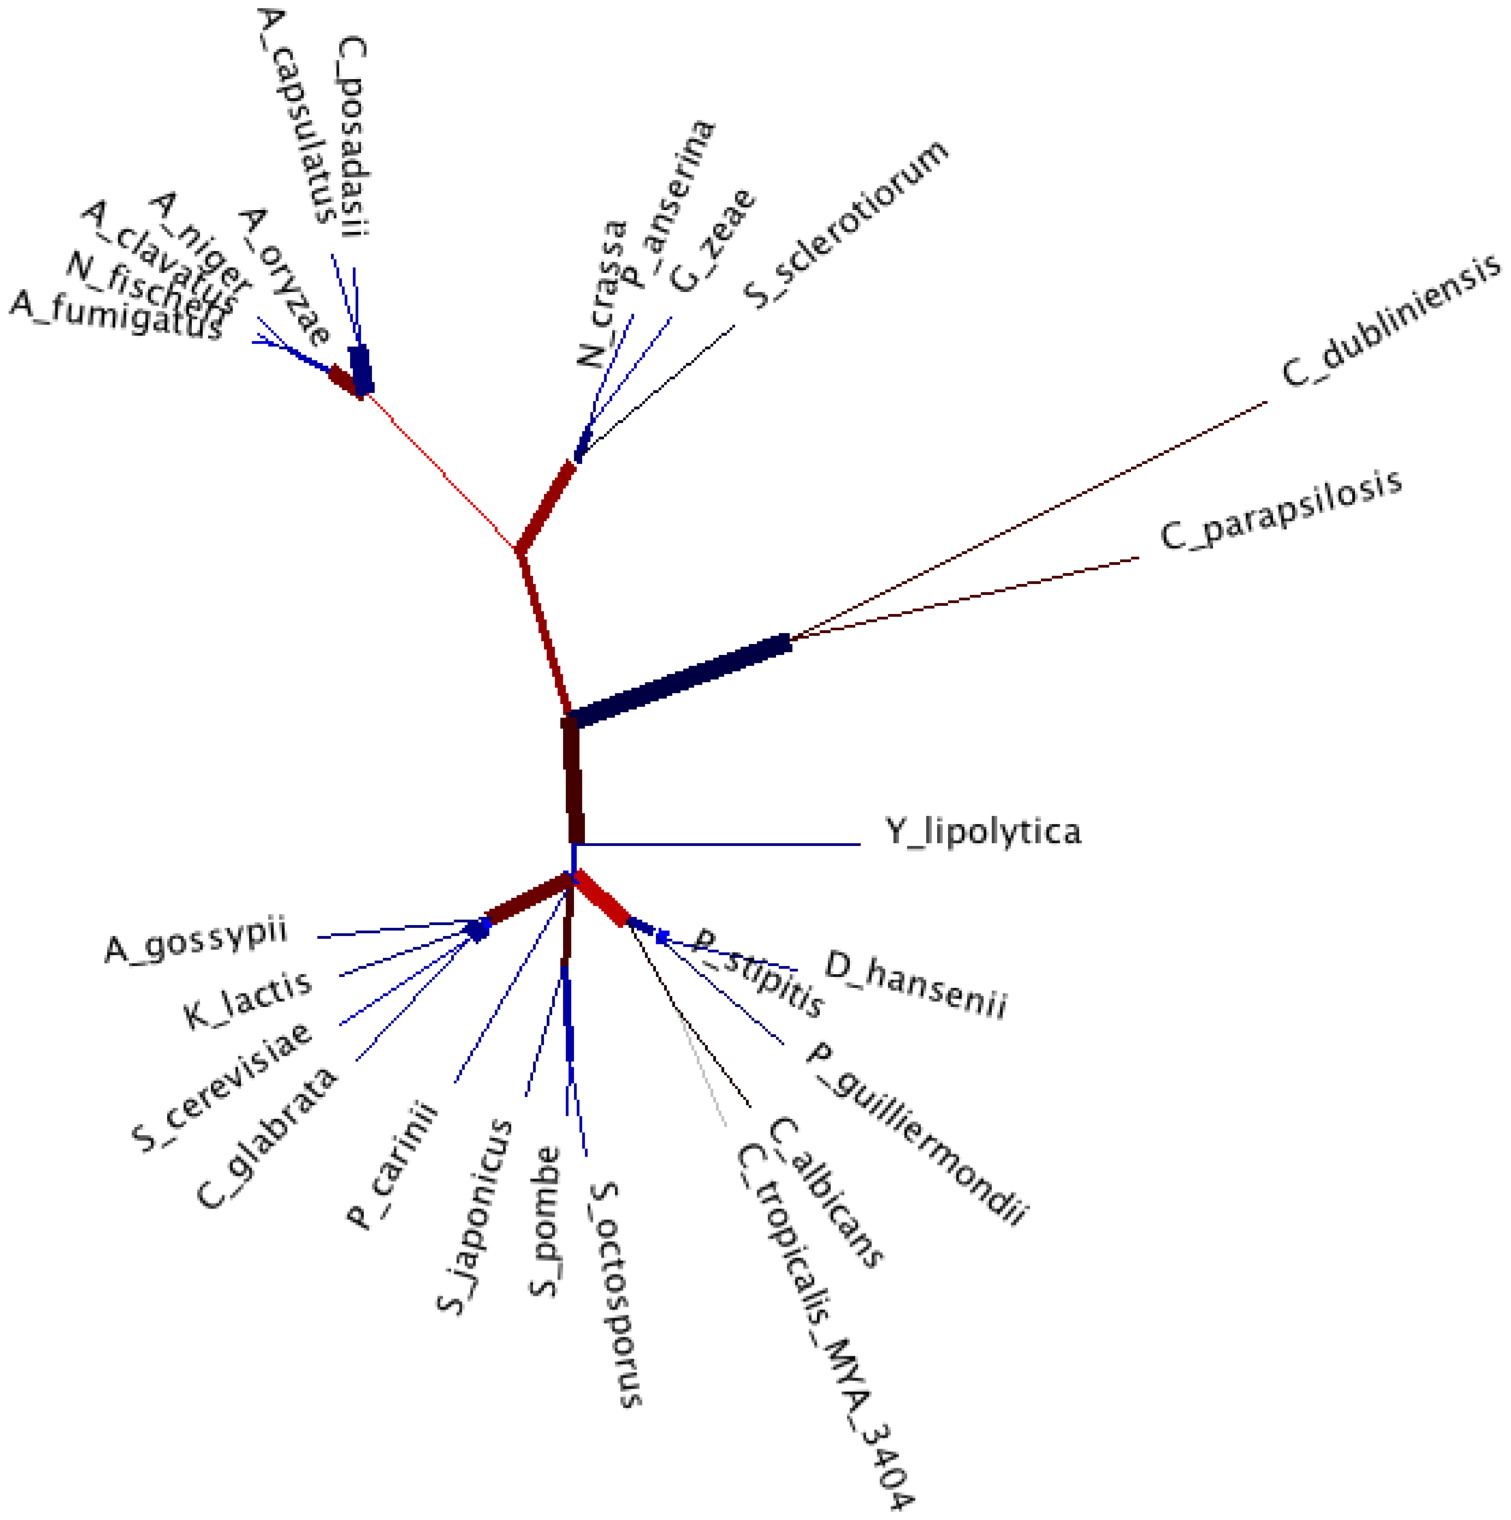 A_capsulatus
C_posadasii
A_niger
A_clavatus
N_fischeri
A_fumigatus
A_oryzae
N_crassa
P_anserina
G_zeae
S_sclerotiorum
C_dubliniensis
C_parapsilosis
Y_lipolytica
A_gossypii
K_lactis
S_cerevisiae
C_glabrata
P_carinii
S_japonicus
S_pombe
S_octosporus
P_stipitis
D_hansenii
P_guilliermondii
C_albicans
C_tropicalis_MYA_3404